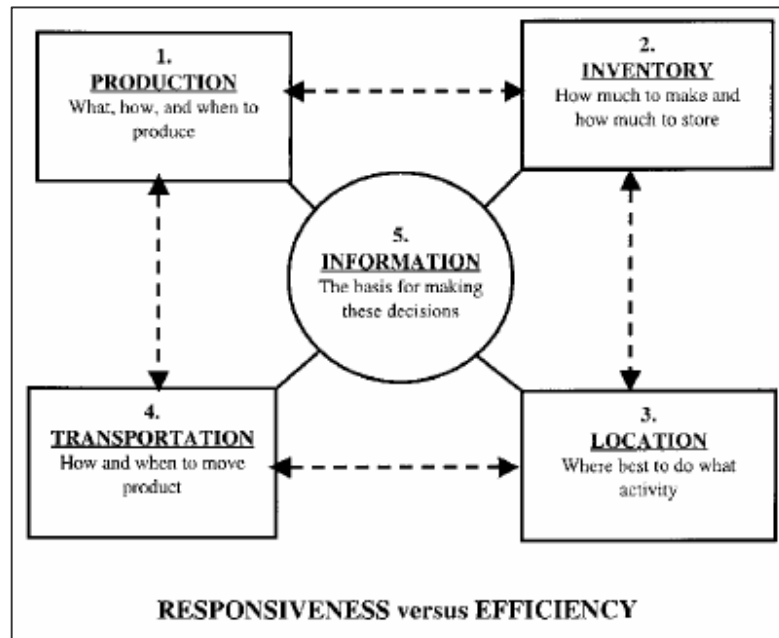 1.
PRODUCTION
What, how, and when to
produce
2.
INVENTORY
How much to make and
how much to store
5.
INFORMATION
The basis for making
these decisions
4.
TRANSPORTATION
How and when to move
product
3.
LOCATION
Where best to do what
activity
RESPONSIVENESS versus EFFICIENCY